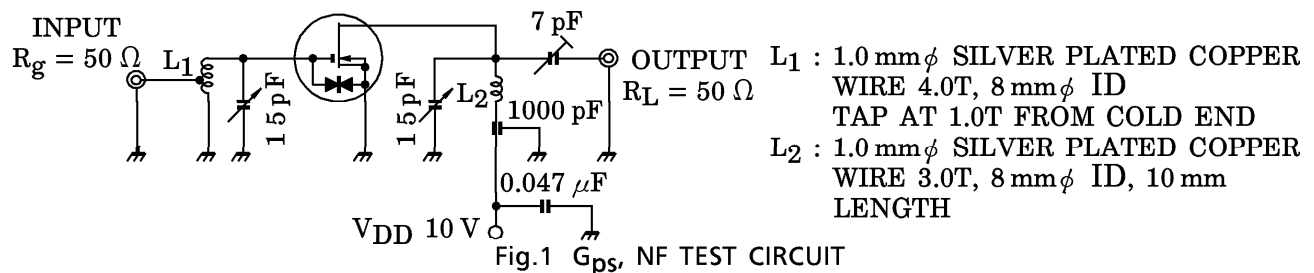 INPUT
Rg = 50 Ω
L1
15 pF
15 pF
L2
7 pF
1000 pF
0.047 μF
VDD 10 V
OUTPUT
RL = 50 Ω
L1 : 1.0 mmϕ SILVER PLATED COPPER
WIRE 4.0T, 8 mmϕ ID
TAP AT 1.0T FROM COLD END
L2 : 1.0 mmϕ SILVER PLATED COPPER
WIRE 3.0T, 8 mmϕ ID, 10 mm
LENGTH
Fig.1 Gps, NF TEST CIRCUIT